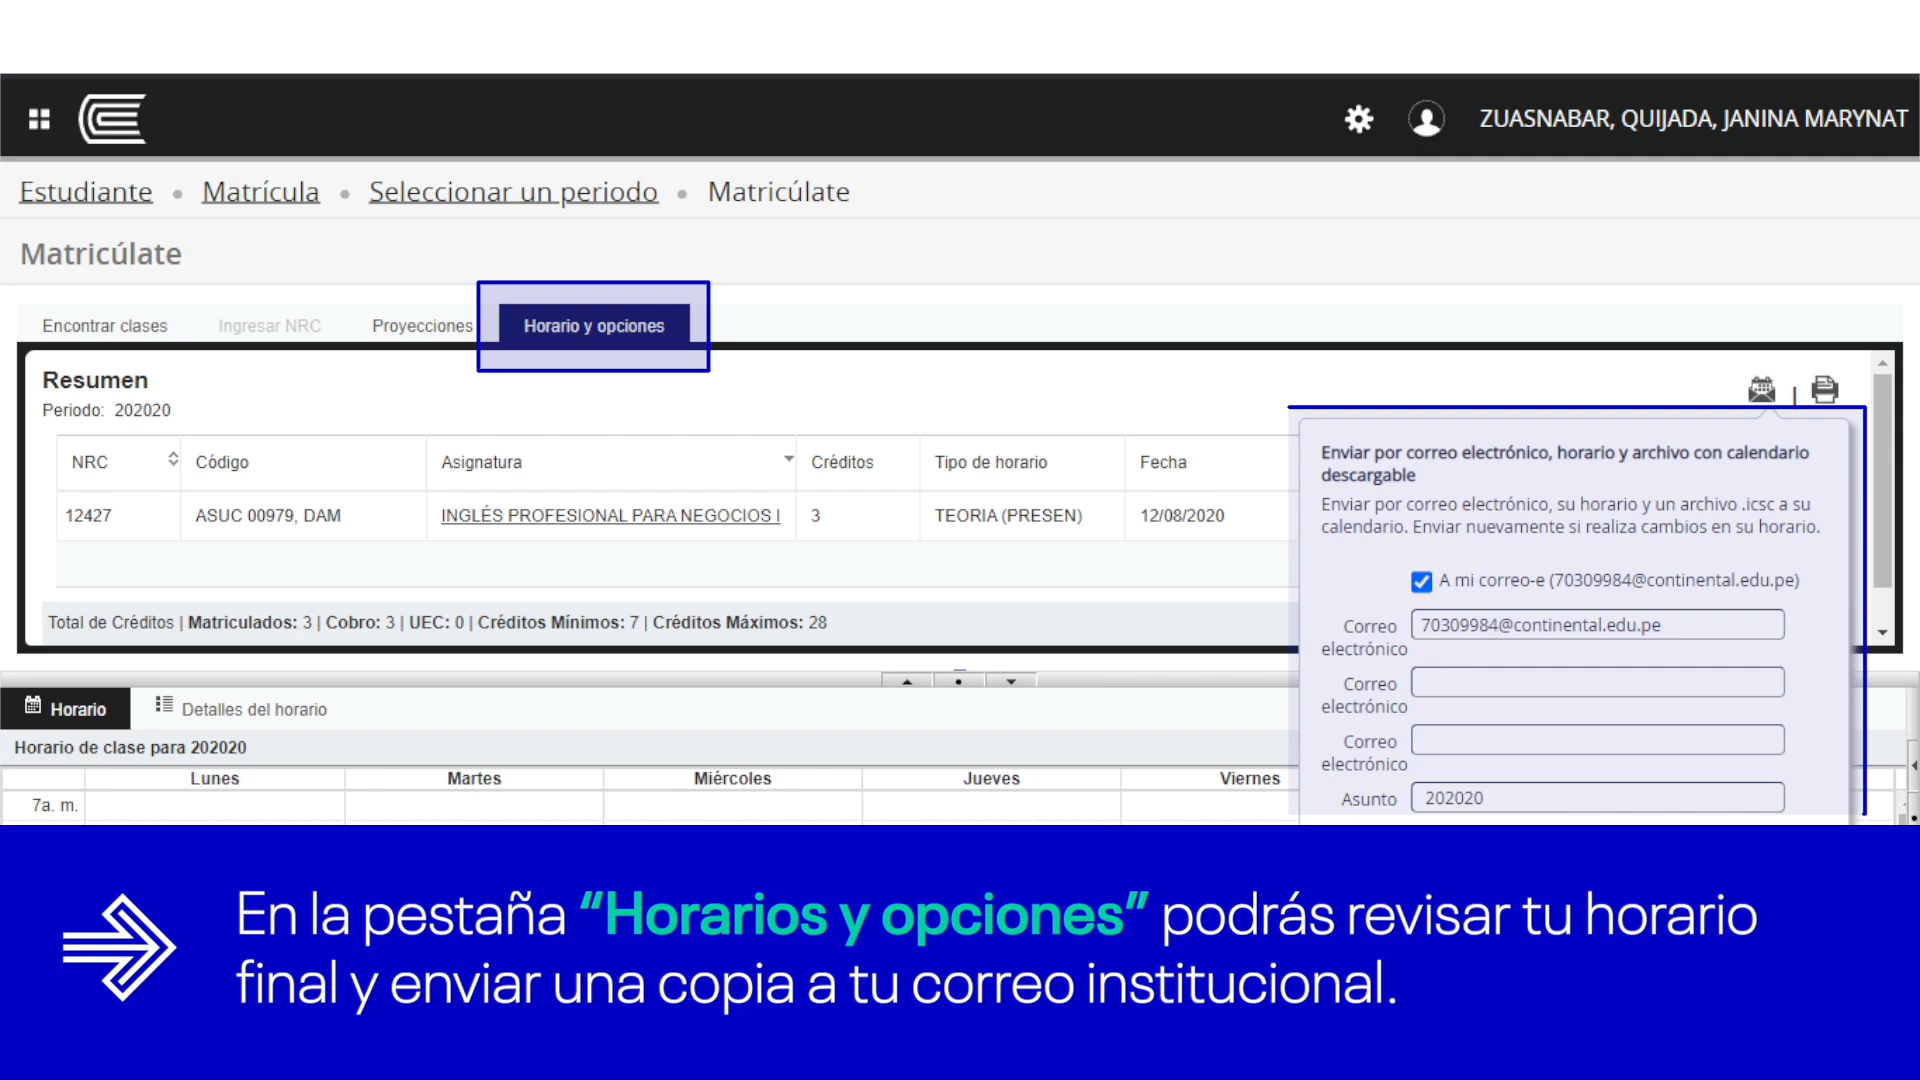 ZUASNABAR, QUIJADA, JANINA MARYNAT
Estudiante • Matrícula • Seleccionar un periodo • Matricúlate
Matricúlate
Encontrar clases Ingresar NRC Proyecciones Horario y opciones
Resumen
Periodo: 202020
NRC Código Asignatura Créditos Tipo de horario Fecha
12427 ASUC 00979, DAM INGLÉS PROFESIONAL PARA NEGOCIOS I 3 TEORIA (PRESEN) 12/08/2020
Total de Créditos | Matriculados: 3 | Cobro: 3 | UEC: 0 | Créditos Mínimos: 7 | Créditos Máximos: 28
Enviar por correo electrónico, horario y archivo con calendario
descargable
Enviar por correo electrónico, su horario y un archivo .icsc a su
calendario. Enviar nuevamente si realiza cambios en su horario.
A mi correo-e (70309984@continental.edu.pe)
Correo
electrónico
70309984@continental.edu.pe
Correo
electrónico
Correo
electrónico
Asunto 202020
Horario Detalles del horario
Horario de clase para 202020
Lunes Martes Miércoles Jueves Viernes
7a. m.
En la pestaña “Horarios y opciones” podrás revisar tu horario
final y enviar una copia a tu correo institucional.